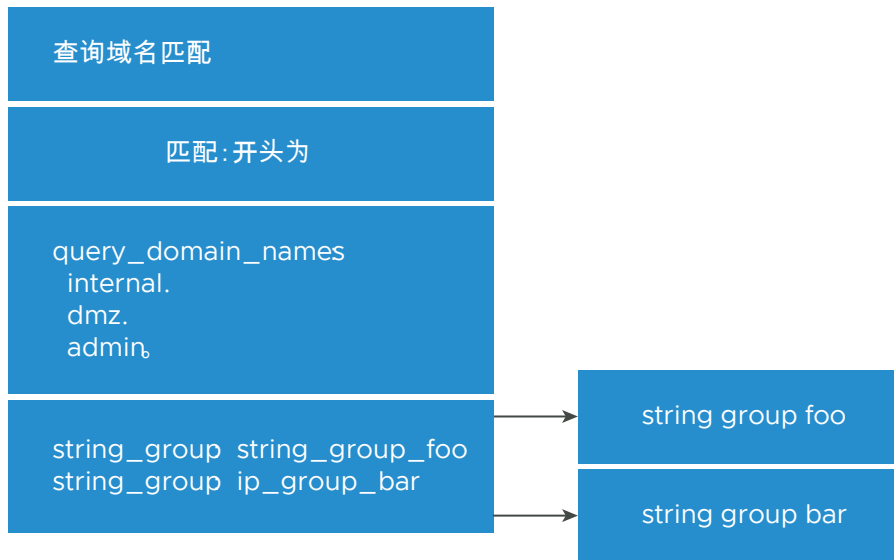 查询域名匹配
匹配:开头为
query_domain_names
internal.
dmz.
admin。
string_group string_group_foo
string_group ip_group_bar
string group foo
string group bar